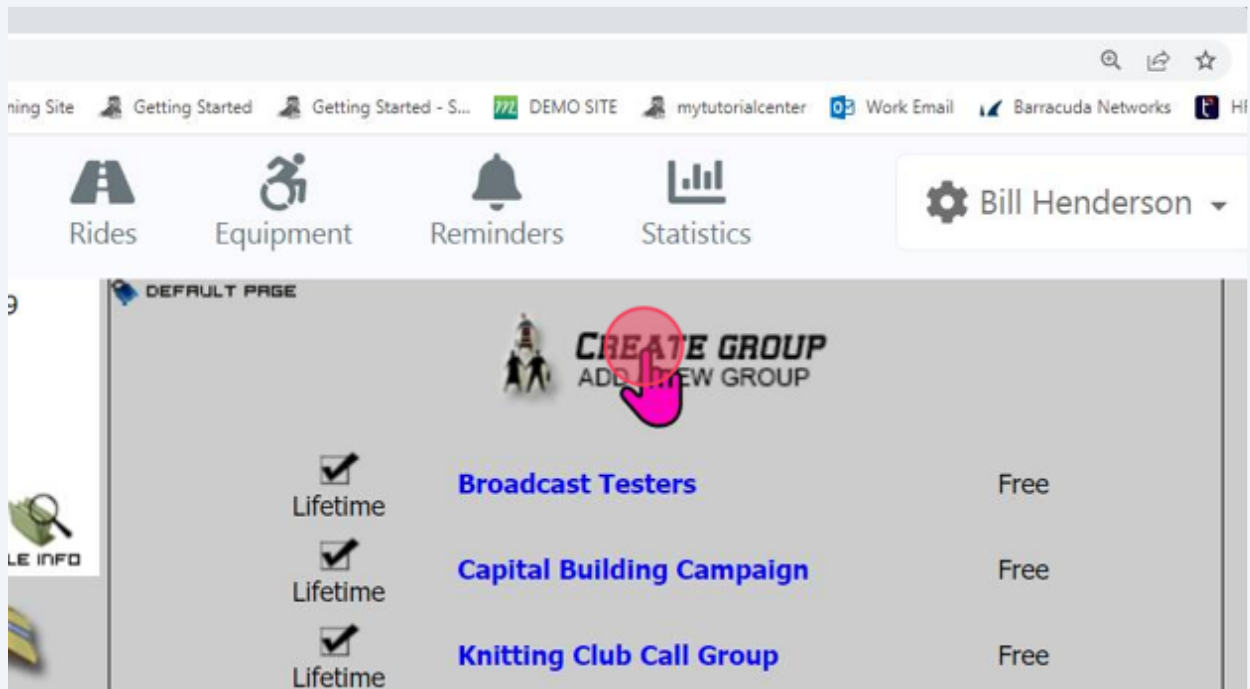 ning Site Getting Started Getting Started - S... DEMO SITE mytutorialcenter Work Email Barracuda Networks
Rides Equipment Reminders Statistics Bill Henderson
9
DEFAULT PAGE
CREATE GROUP
ADD NEW GROUP
Lifetime Broadcast Testers Free
LE INFO
Lifetime Capital Building Campaign Free
Lifetime Knitting Club Call Group Free